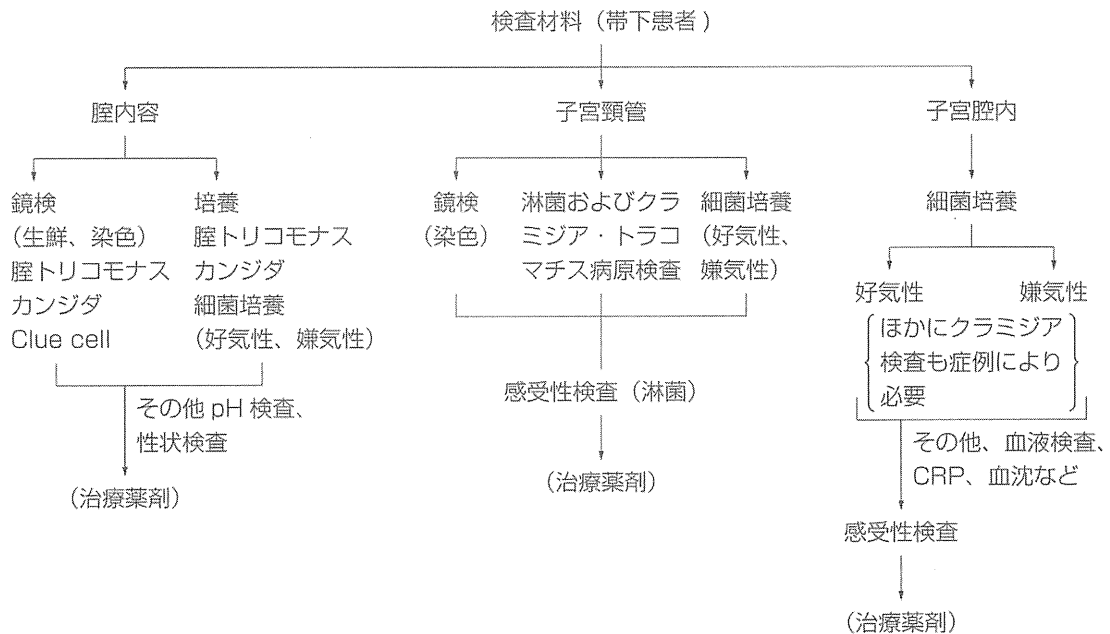 検査材料（帯下患者）
腟内容
子宮頸管
子宮腔内
鏡検
（生鮮、染色）
腟トリコモナス
カンジダ
Clue cell
培養
腟トリコモナス
カンジダ
細菌培養
（好気性、嫌気性）
その他 pH 検査、
性状検査
（治療薬剤）
鏡検
（染色）
淋菌およびクラ
ミジア・トラコ
マチス病原検査
細菌培養
（好気性、
嫌気性）
感受性検査（淋菌）
（治療薬剤）
細菌培養
好気性
嫌気性
ほかにクラミジア
検査も症例により
必要
その他、血液検査、
CRP、血沈など
感受性検査
（治療薬剤）